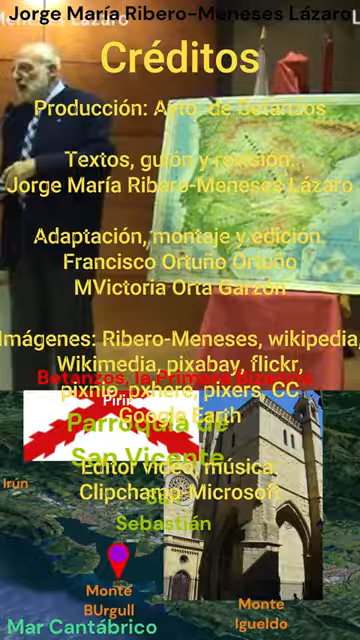 Jorge María Ribero-Meneses Lázaro
Créditos
Producción: Ayto. de Betanzos
Textos, guión y revisión:
Jorge María Ribero-Meneses Lázaro
Adaptación, montaje y edición
Francisco Ortuño Ortuño
MVictoria Orta Garzón
Imágenes: Ribero-Meneses, wikipedia,
Wikimedia, pixabay, flickr,
Betanzos, la Primera Bizancio
pixnio, pxhere, pixers, CC
Google Earth
Parroquia de
San Vicente
Editor video, música:
Clipchamp-Microsoft
San
Sebastián
Irún
Monte
BUrgull
Monte
Igueldo
Mar Cantábrico